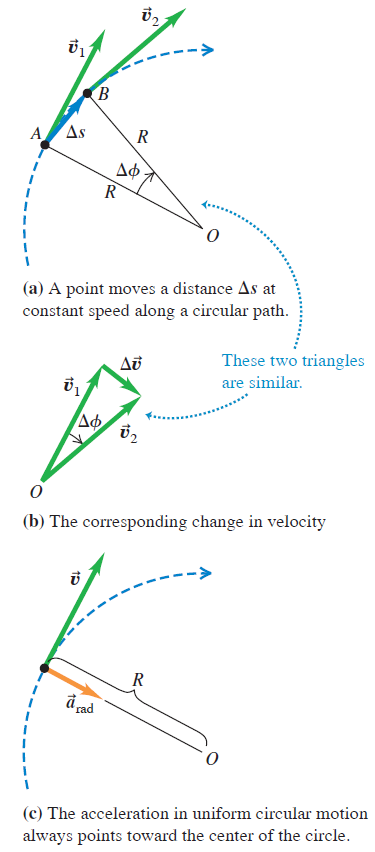 v⃗₂
v⃗₁
B
A
Δs
R
Δϕ
R
O
(a) A point moves a distance Δs at
constant speed along a circular path.
Δv⃗
These two triangles
are similar.
v⃗₁
Δϕ
v⃗₂
O
(b) The corresponding change in velocity
v⃗
R
a⃗rad
O
(c) The acceleration in uniform circular motion
always points toward the center of the circle.